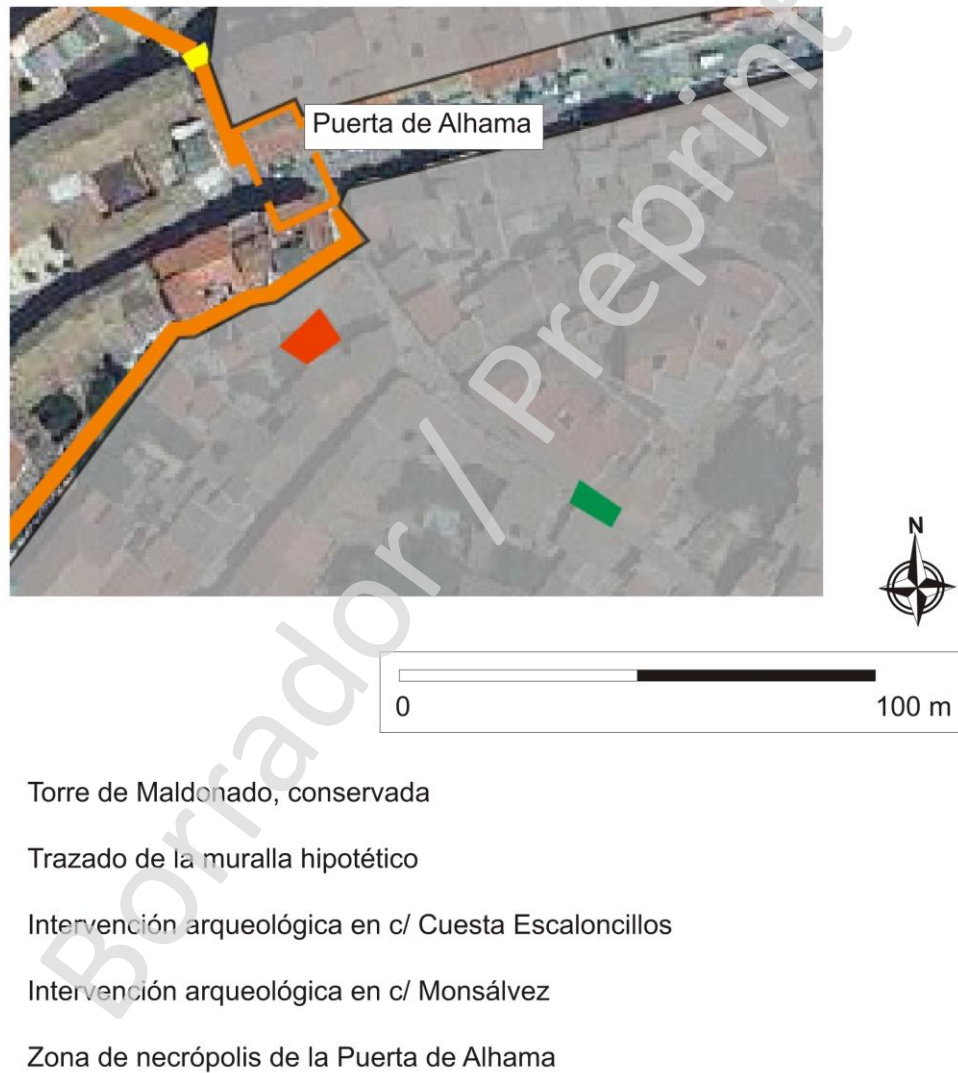 Puerta de Alhama
N
0 100 m
Torre de Maldonado, conservada
Trazado de la muralla hipotético
Intervención arqueológica en c/ Cuesta Escaloncillos
Intervención arqueológica en c/ Monsálvez
Zona de necrópolis de la Puerta de Alhama
Borrador / Preprint